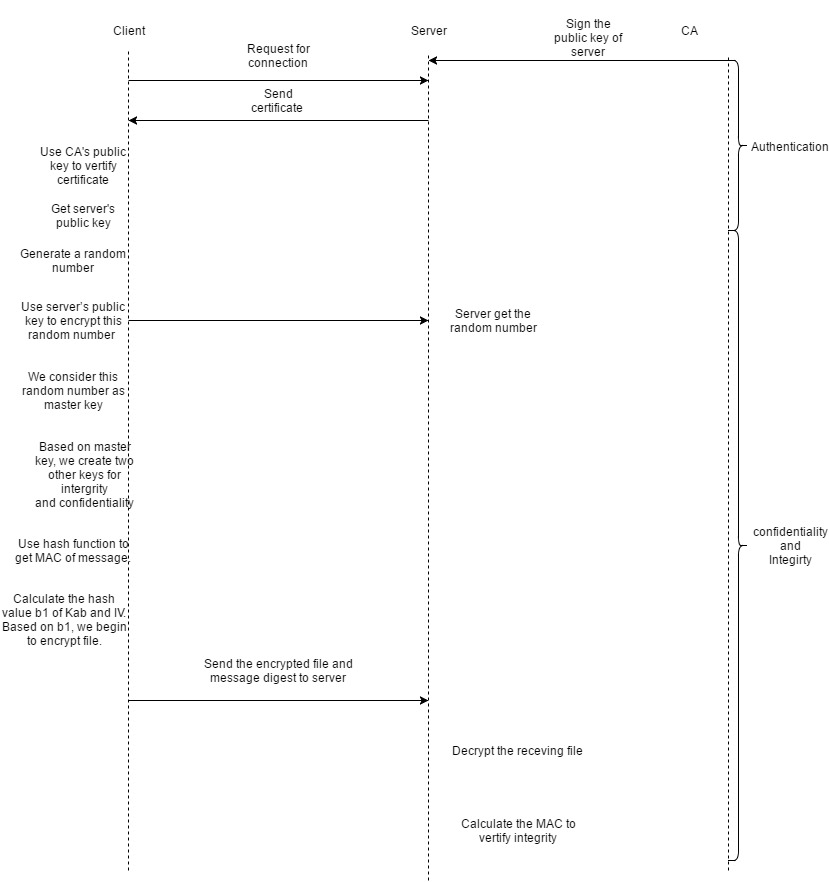 Client
Server
Sign the
public key of
server
CA
Request for
connection
Send
certificate
Use CA's public
key to vertify
certificate
Authentication
Get server's
public key
Generate a random
number
Use server's public
key to encrypt this
random number
Server get the
random number
We consider this
random number as
master key
Based on master
key, we create two
other keys for
intergrity
and confidentiality
Use hash function to
get MAC of message.
confidentiality
and
Integirty
Calculate the hash
value b1 of Kab and IV.
Based on b1, we begin
to encrypt file.
Send the encrypted file and
message digest to server
Decrypt the receving file
Calculate the MAC to
vertify integrity